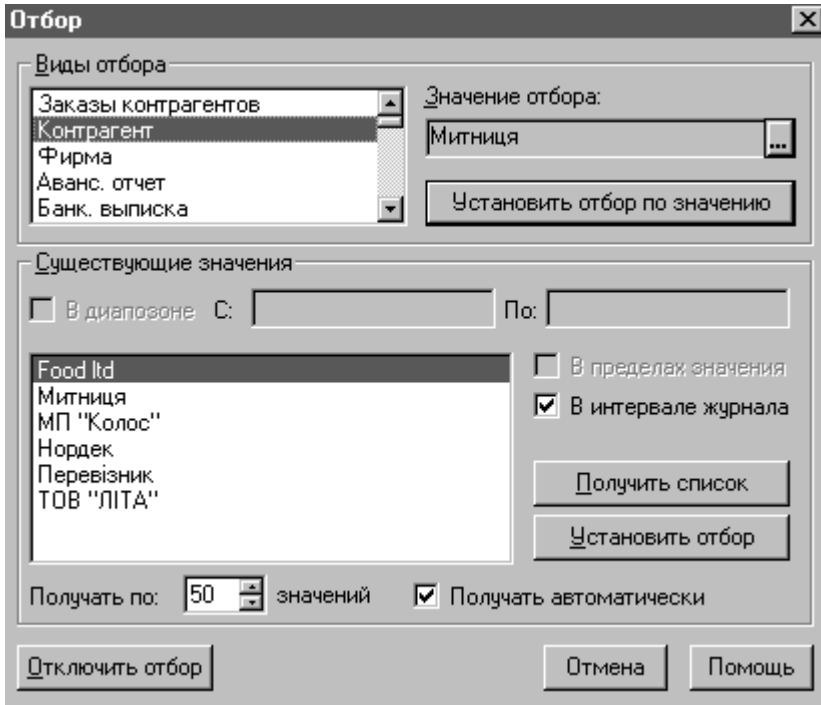 Отбор
Виды отбора
Заказы контрагентов
Контрагент
Фирма
Аванс. отчет
Банк. выписка
Значение отбора:
Митниця
...
Установить отбор по значению
Существующие значения
В диапозоне С: По:
Food ltd
Митниця
МП "Колос"
Нордек
Перевізник
ТОВ "ЛІТА"
В пределах значения
В интервале журнала
Получить список
Установить отбор
Получать по: 50 значений Получать автоматически
Отключить отбор Отмена Помощь